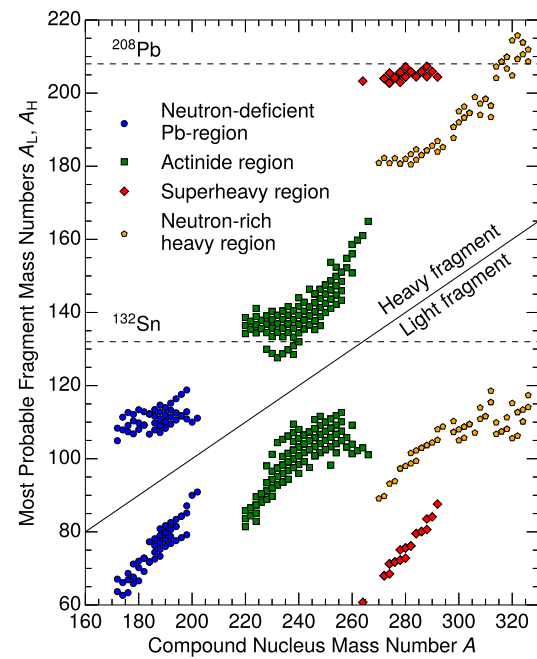 220
200
180
160
140
120
100
80
60
160
180
200
220
240
260
280
300
320
Most Probable Fragment Mass Numbers A_L, A_H
Compound Nucleus Mass Number A
²⁰⁸Pb
Neutron-deficient
Pb-region
Actinide region
Superheavy region
Neutron-rich
heavy region
¹³²Sn
Heavy fragment
Light fragment